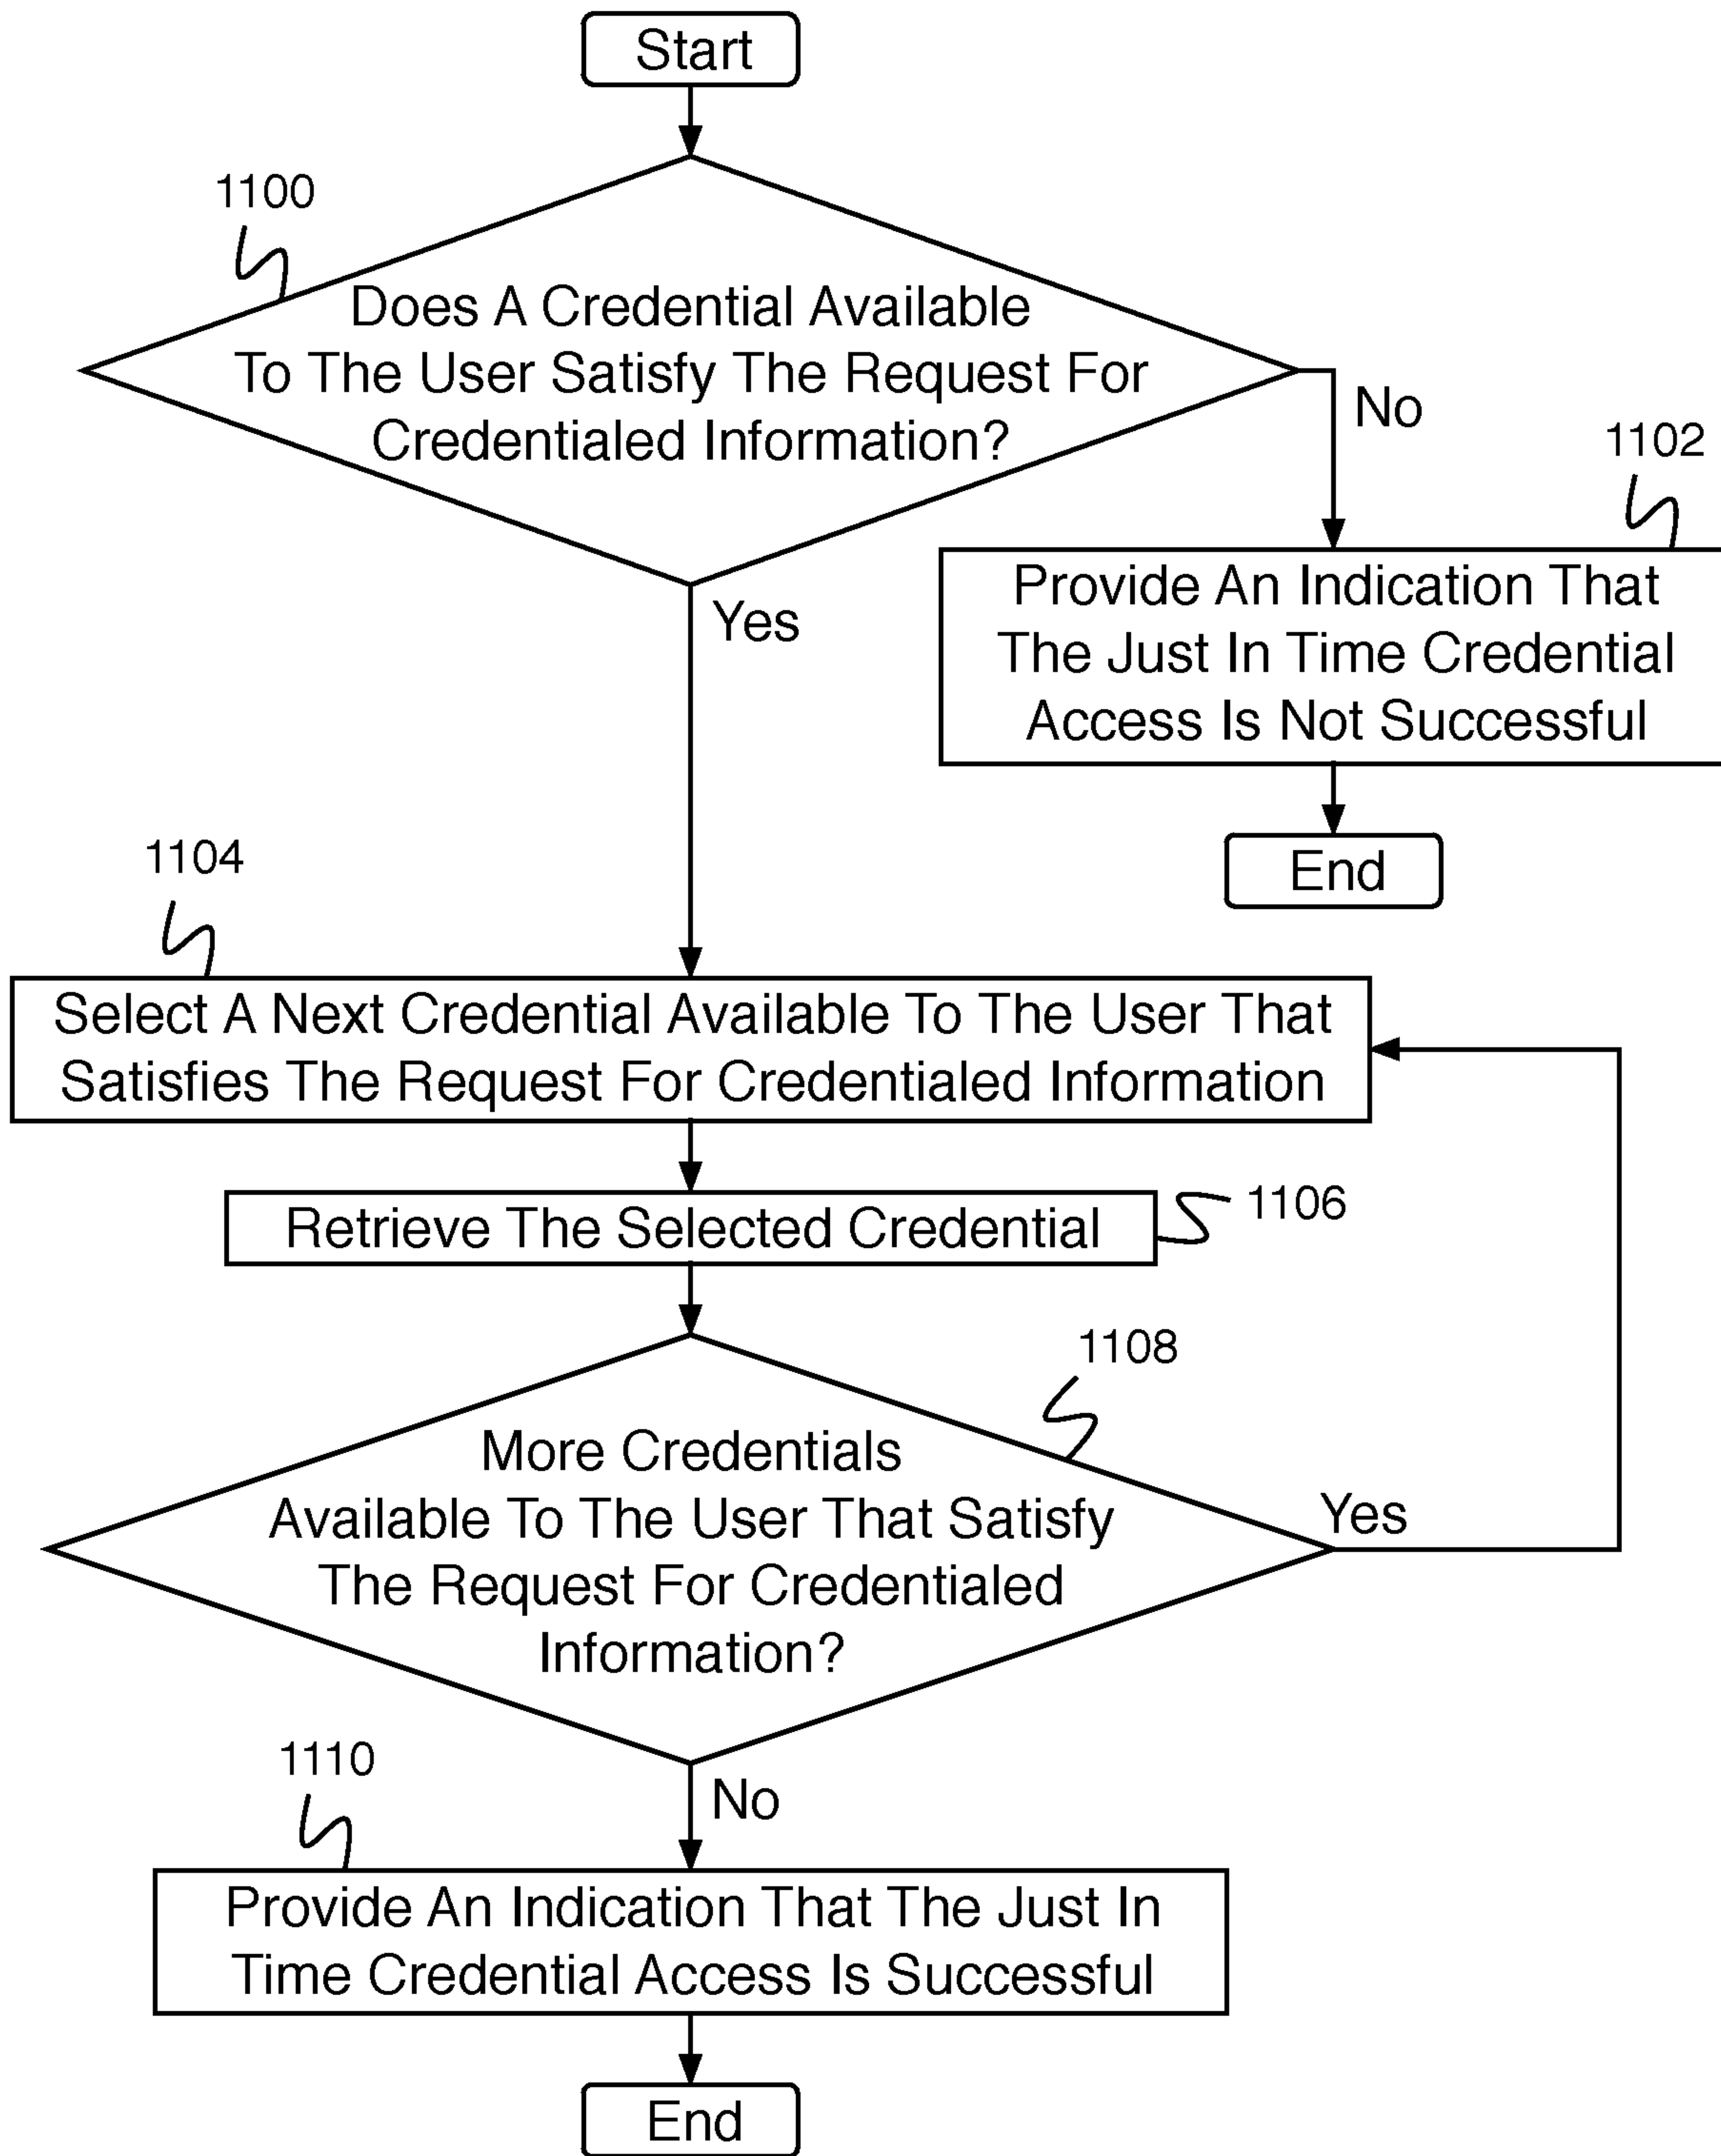 Start
1100
Does A Credential Available
To The User Satisfy The Request For
Credentialed Information?
No
1102
Provide An Indication That
The Just In Time Credential
Access Is Not Successful
End
Yes
1104
Select A Next Credential Available To The User That
Satisfies The Request For Credentialed Information
Retrieve The Selected Credential
1106
1108
More Credentials
Available To The User That Satisfy
The Request For Credentialed
Information?
Yes
No
1110
Provide An Indication That The Just In
Time Credential Access Is Successful
End